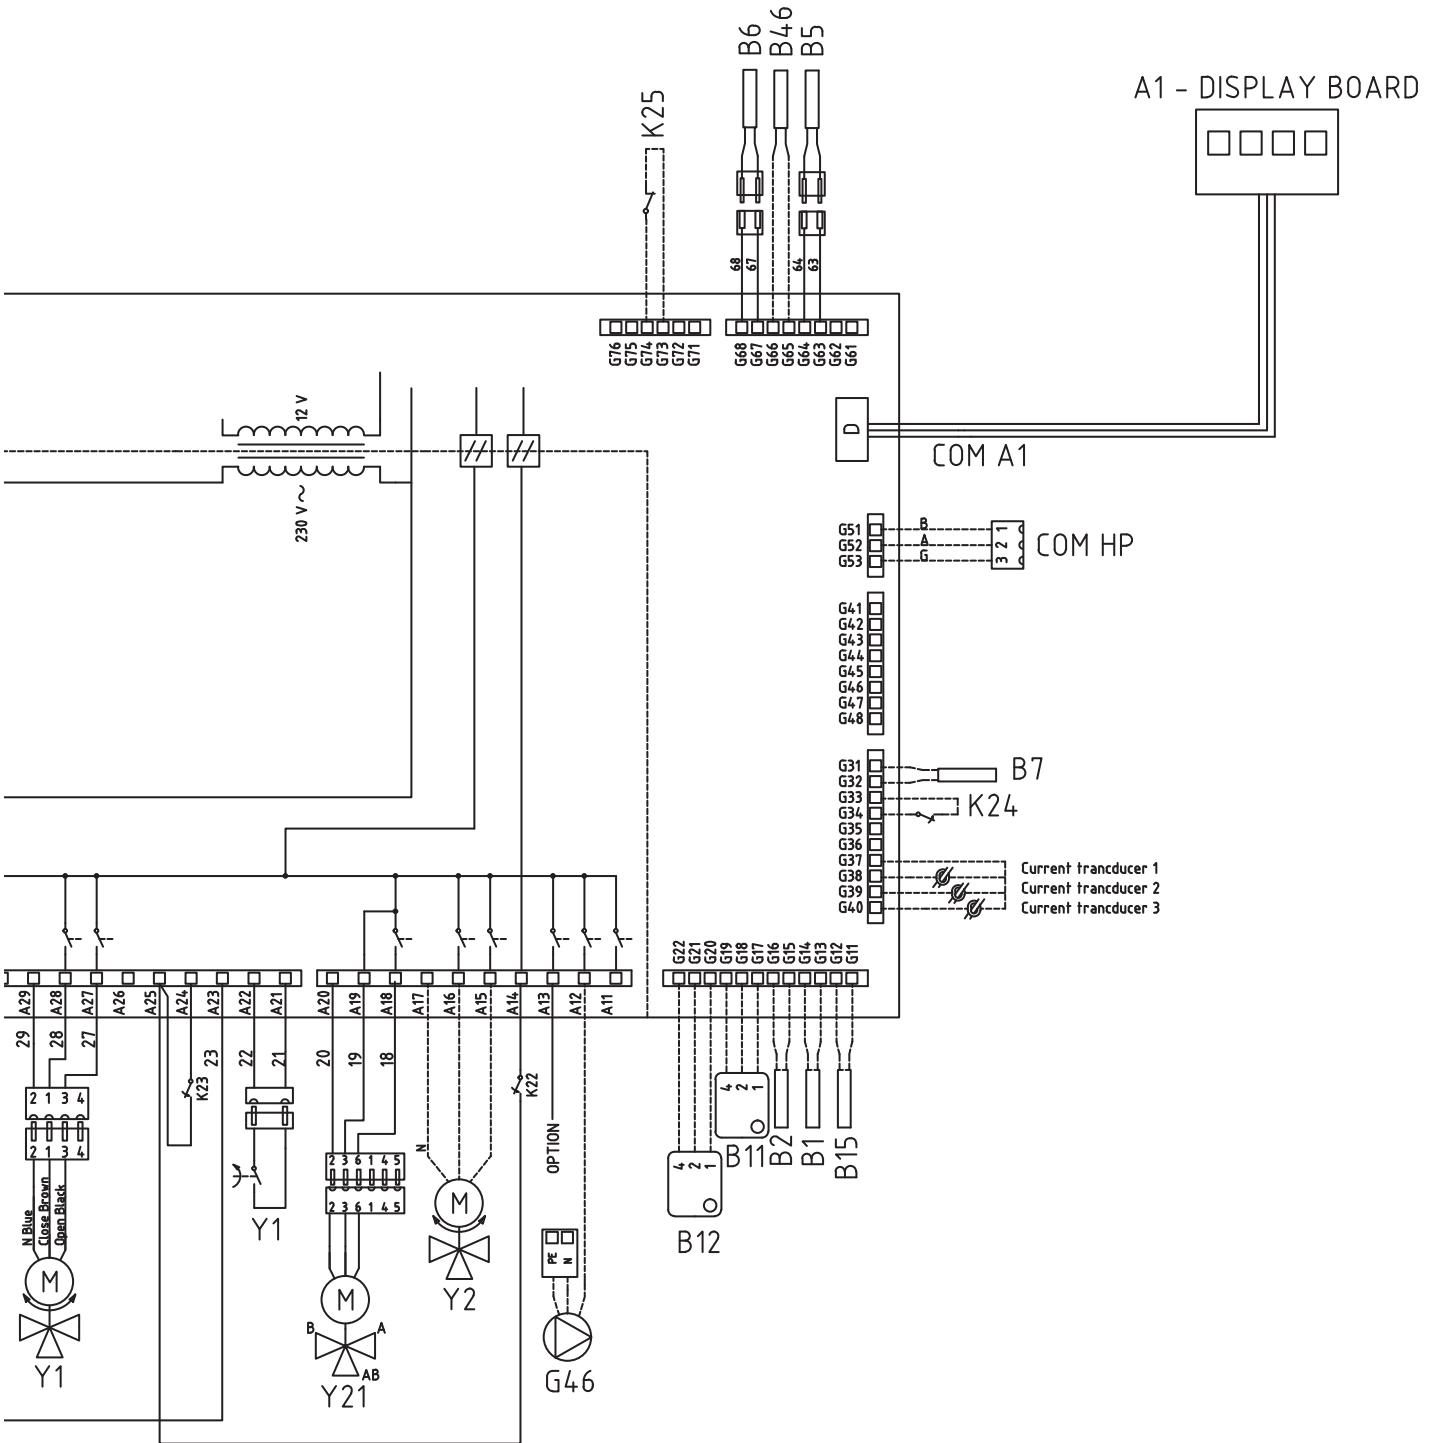 B6
B46
B5
K25
A1 - DISPLAY BOARD
68
67
64
63
G76
G75
G74
G73
G72
G71
G68
G67
G66
G65
G64
G63
G62
G61
12 V
230 V ~
D
COM A1
G51
G52
G53
B
A
G
1
2
3
COM HP
G41
G42
G43
G44
G45
G46
G47
G48
G31
G32
G33
G34
G35
G36
G37
G38
G39
G40
B7
K24
Current trancducer 1
Current trancducer 2
Current trancducer 3
G22
G21
G20
G19
G18
G17
G16
G15
G14
G13
G12
G11
A29
A28
A27
A26
A25
A24
A23
A22
A21
A20
A19
A18
A17
A16
A15
A14
A13
A12
A11
29
28
27
23
22
21
20
19
18
K23
K22
N
OPTION
2 1 3 4
2 1 3 4
N Blue
Close Brown
Open Black
M
Y1
Y1
2 3 6 1 4 5
2 3 6 1 4 5
M
B
A
AB
Y21
M
Y2
PE
N
G46
4 2 1
B11
B2
B1
B15
4 2 1
B12